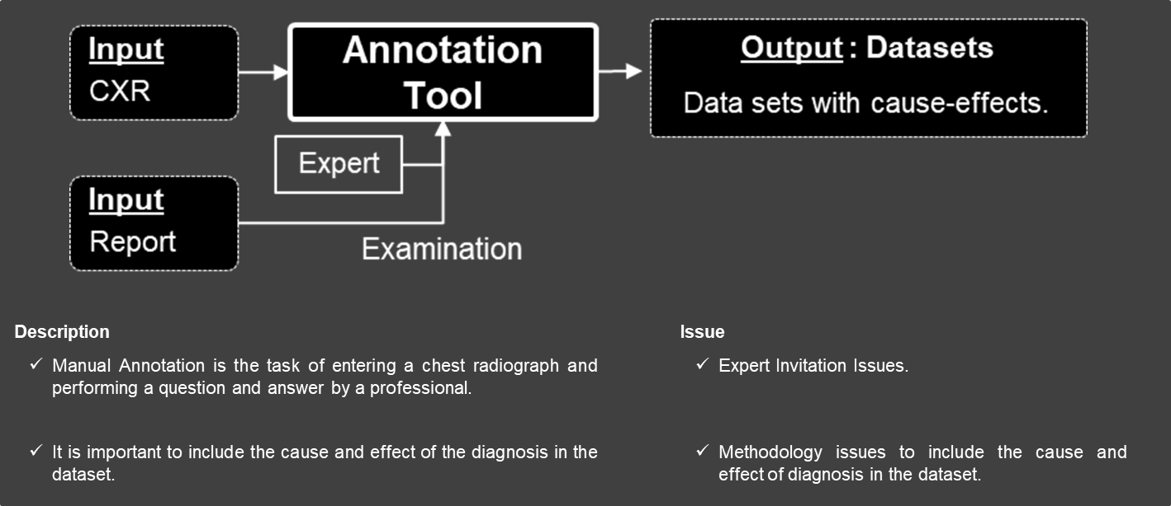 Input
CXR
Annotation
Tool
Output : Datasets
Data sets with cause-effects.
Expert
Input
Report
Examination
Description
✓ Manual Annotation is the task of entering a chest radiograph and
performing a question and answer by a professional.
✓ It is important to include the cause and effect of the diagnosis in the
dataset.
Issue
✓ Expert Invitation Issues.
✓ Methodology issues to include the cause and
effect of diagnosis in the dataset.